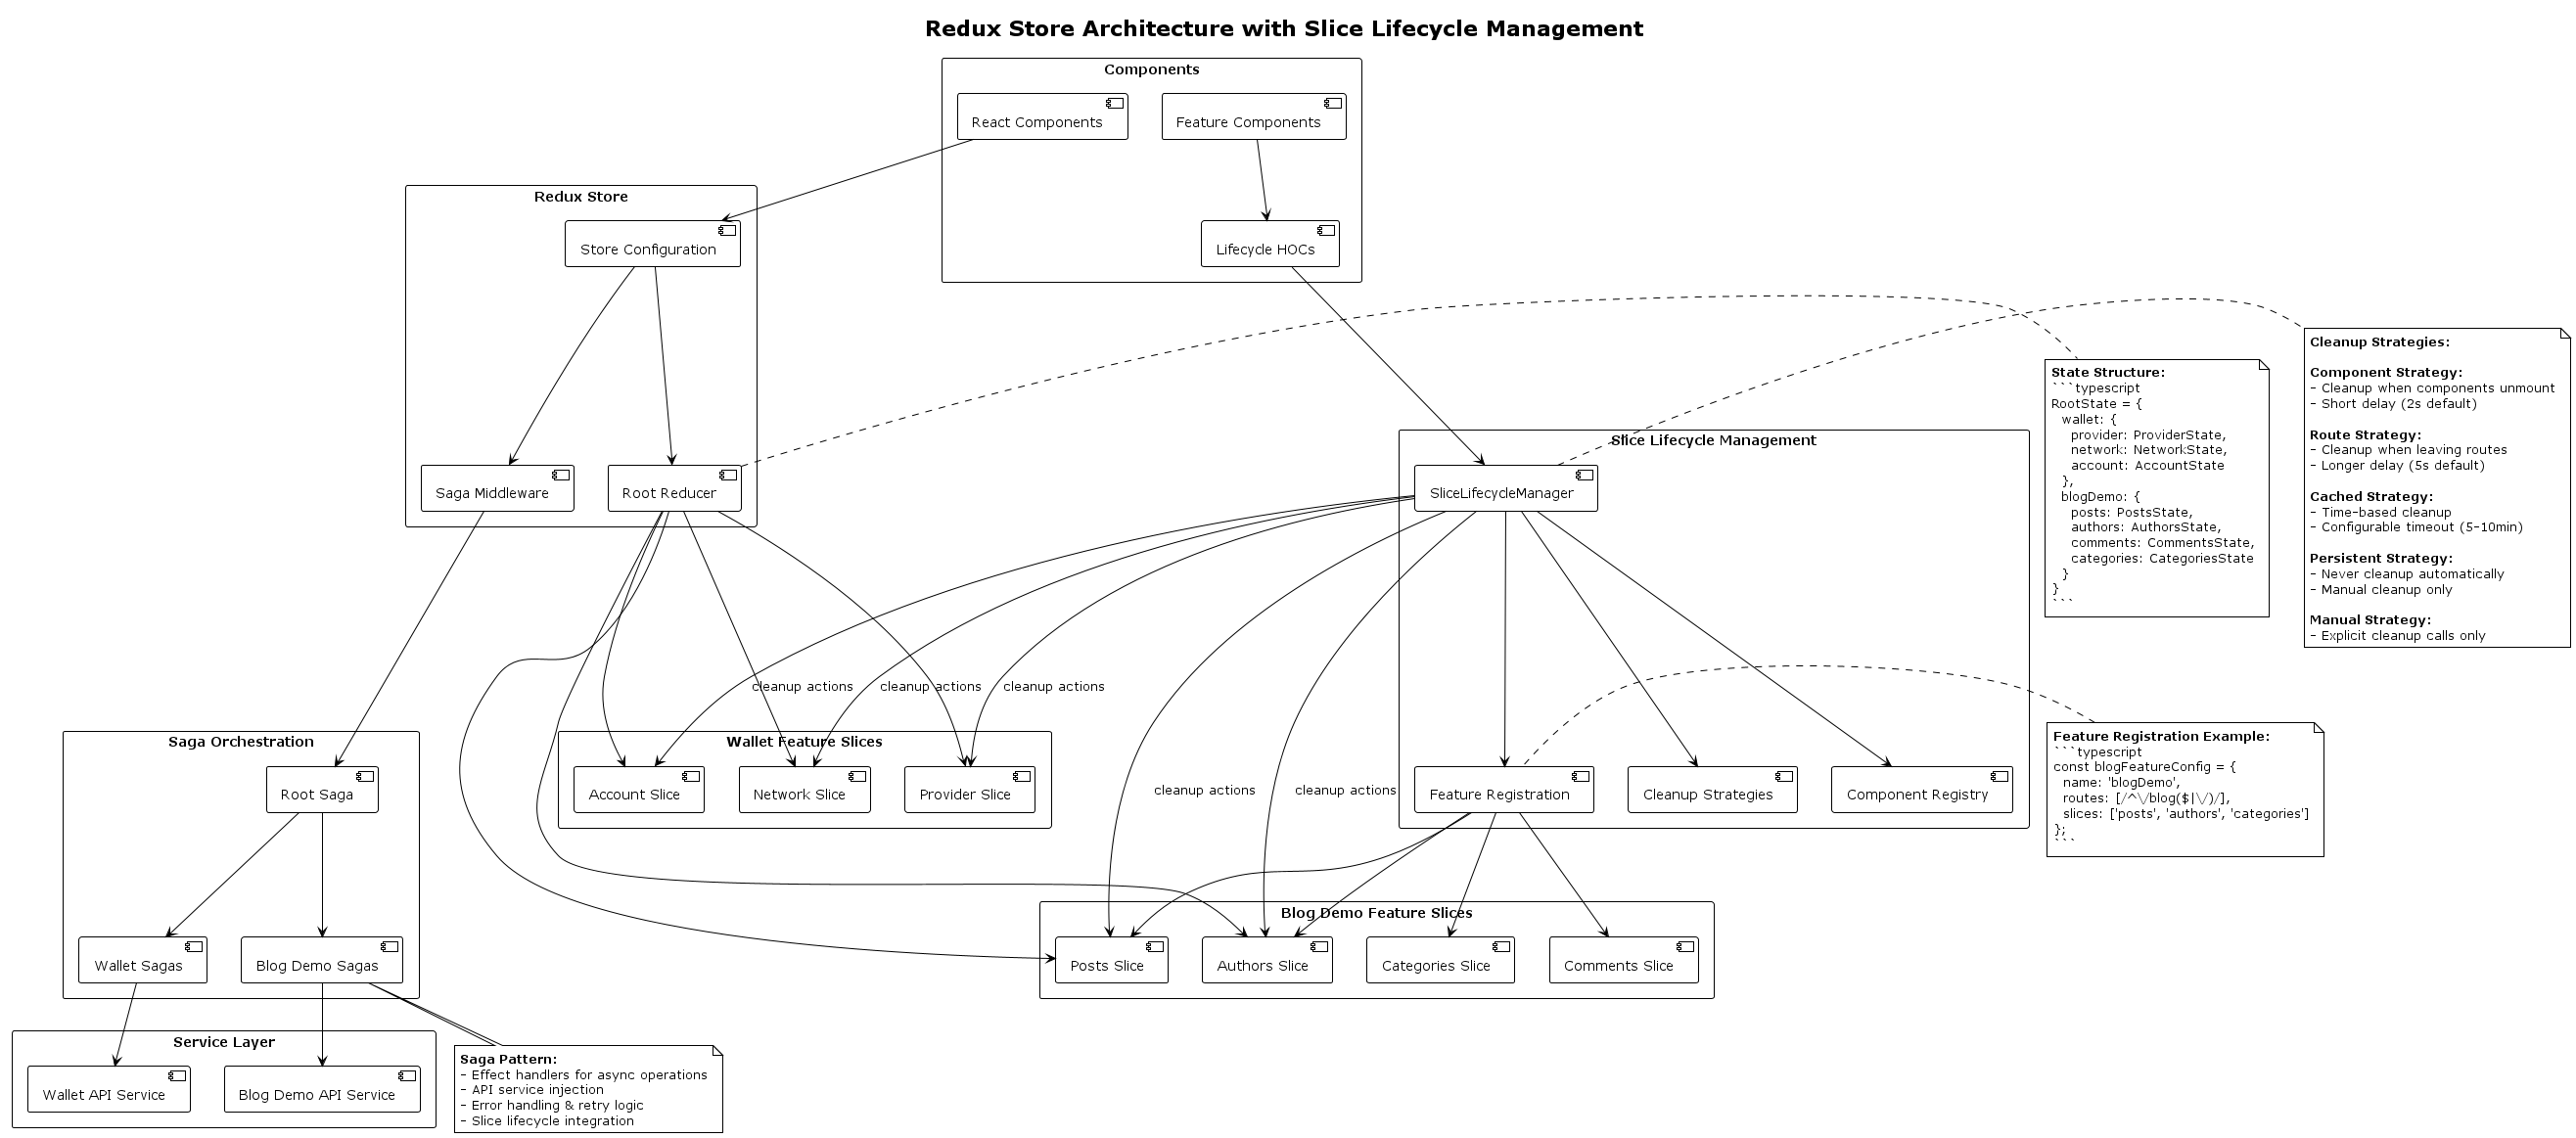 Redux Store Architecture with Slice Lifecycle Management
Components
React Components
Feature Components
Lifecycle HOCs
Redux Store
Store Configuration
Saga Middleware
Root Reducer
Slice Lifecycle Management
SliceLifecycleManager
Feature Registration
Cleanup Strategies
Component Registry
State Structure:
```typescript
RootState = {
  wallet: {
    provider: ProviderState,
    network: NetworkState,
    account: AccountState
  },
  blogDemo: {
    posts: PostsState,
    authors: AuthorsState,
    comments: CommentsState,
    categories: CategoriesState
  }
}
```
Cleanup Strategies:
Component Strategy:
- Cleanup when components unmount
- Short delay (2s default)
Route Strategy:
- Cleanup when leaving routes
- Longer delay (5s default)
Cached Strategy:
- Time-based cleanup
- Configurable timeout (5-10min)
Persistent Strategy:
- Never cleanup automatically
- Manual cleanup only
Manual Strategy:
- Explicit cleanup calls only
cleanup actions
cleanup actions
cleanup actions
cleanup actions
cleanup actions
Feature Registration Example:
```typescript
const blogFeatureConfig = {
  name: 'blogDemo',
  routes: [/^\/blog($|\/)/],
  slices: ['posts', 'authors', 'categories']
};
```
Saga Orchestration
Root Saga
Wallet Sagas
Blog Demo Sagas
Wallet Feature Slices
Account Slice
Network Slice
Provider Slice
Blog Demo Feature Slices
Posts Slice
Authors Slice
Categories Slice
Comments Slice
Service Layer
Wallet API Service
Blog Demo API Service
Saga Pattern:
- Effect handlers for async operations
- API service injection
- Error handling & retry logic
- Slice lifecycle integration